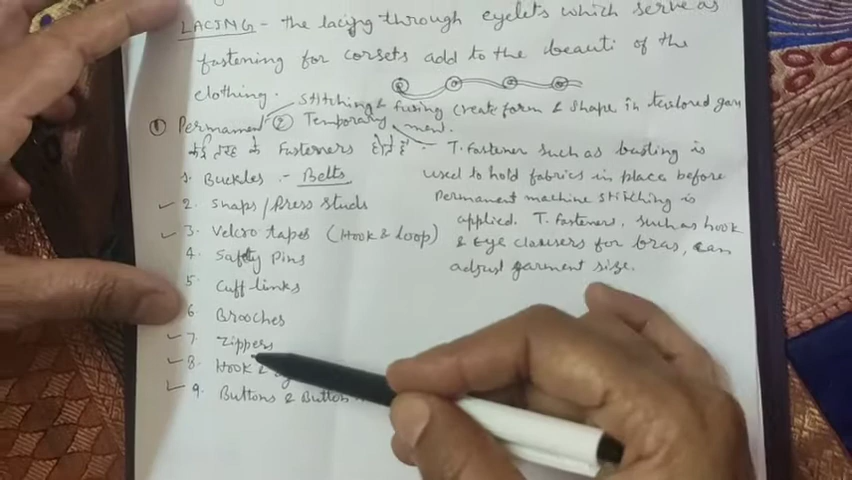 LACING - the lacing through eyelets which serve as
fastening for corsets add to the beauti of the
clothing.
① Permament stitching & fusing create form & shape in tailored gar
② Temporary ment.
कई तरह के Fasteners होते हैं. T. Fastener such as basting is
1. Buckles :- Belts used to hold fabrics in place before
2. Snaps/Press Studs Permanent machine stitching is
3. Velcro tapes (Hook & loop) applied. T. Fasteners, such as hook
4. Safety Pins & Eye closers for bras, can
5. Cuff links adjust garment size.
6. Brooches
7. Zippers
8. Hook &
9. Buttons & Button